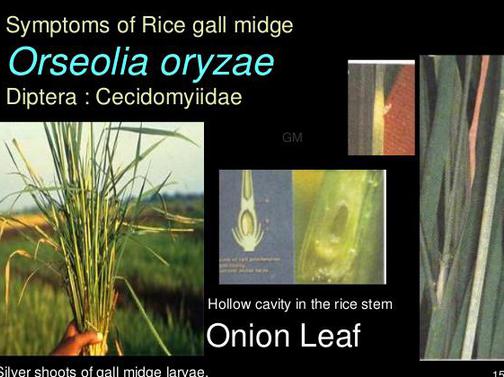 Symptoms of Rice gall midge
Orseolia oryzae
Diptera : Cecidomyiidae
GM
Hollow cavity in the rice stem
Onion Leaf
Silver shoots of gall midge larvae.
15